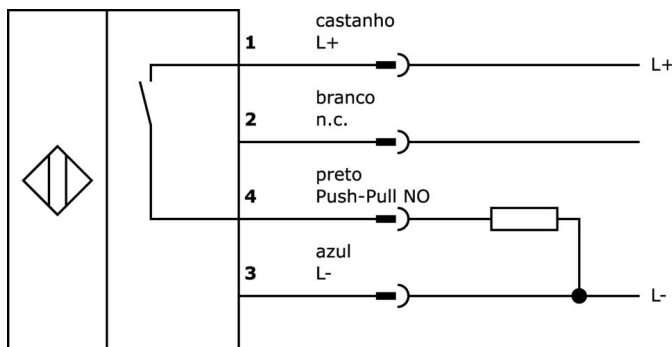 castanho
1
L+
L+
branco
2
n.c.
preto
4
Push-Pull NO
azul
3
L-
L-